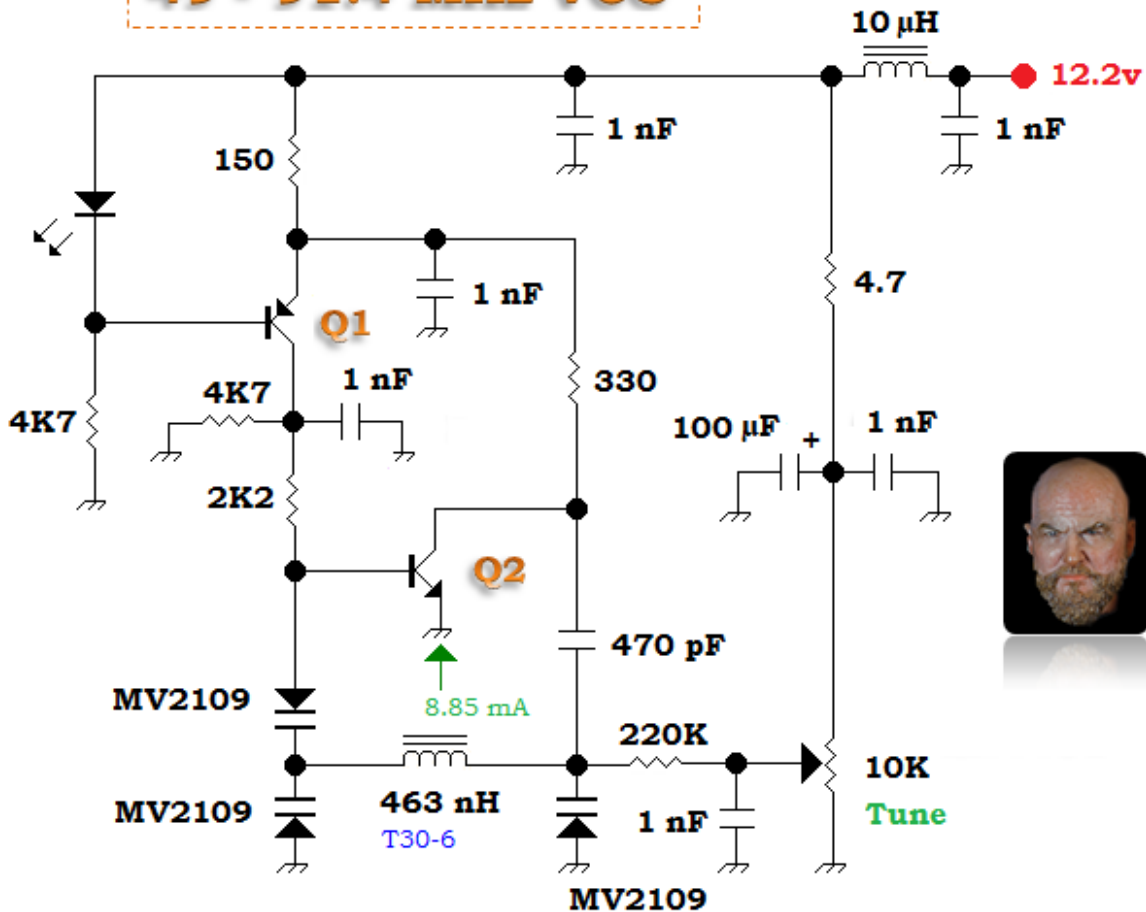 MHz VCO
10 µH
12.2v
1 nF
1 nF
150
1 nF
4.7
Q1
330
4K7
1 nF
4K7
100 µF
+
1 nF
2K2
Q2
470 pF
MV2109
8.85 mA
220K
10K
Tune
MV2109
463 nH
T30-6
1 nF
MV2109